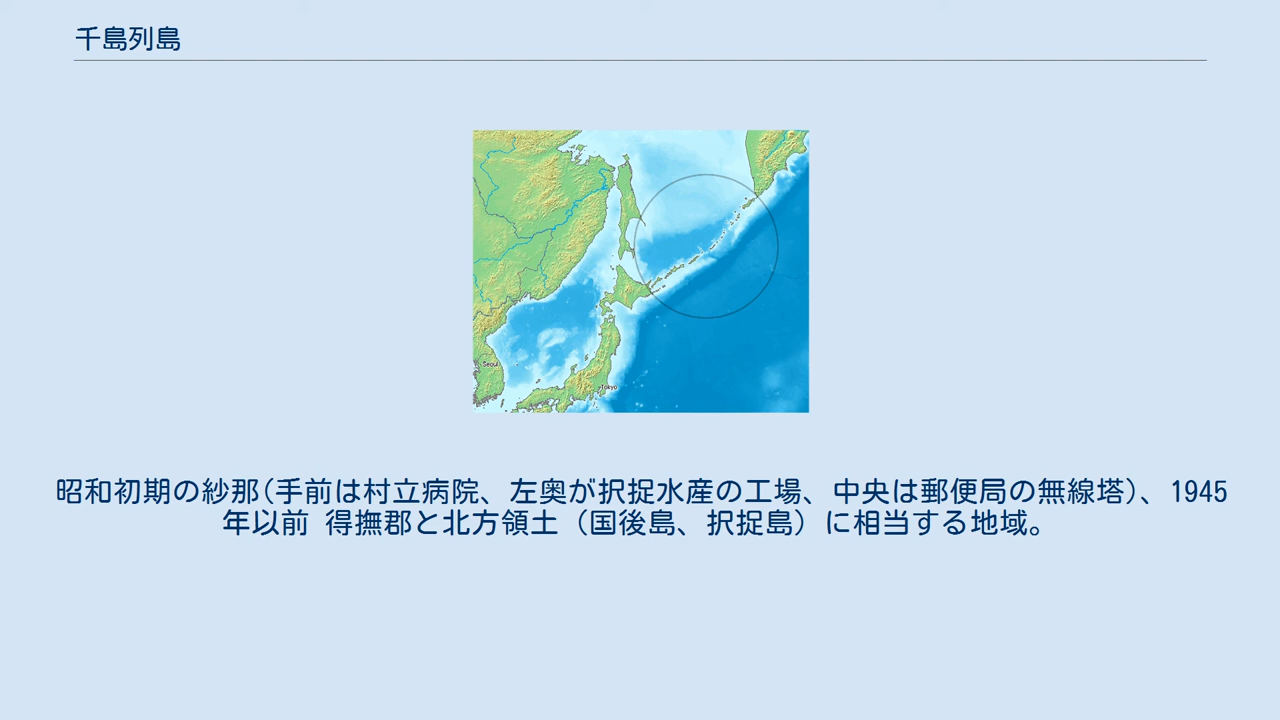 千島列島
Seoul
Tokyo
昭和初期の紗那(手前は村立病院、左奥が択捉水産の工場、中央は郵便局の無線塔)、1945
年以前 得撫郡と北方領土（国後島、択捉島）に相当する地域。